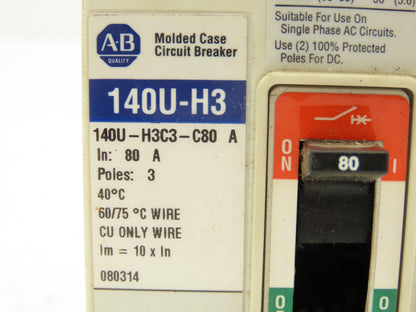 A-B
QUALITY
Molded Case
Circuit Breaker
140U-H3
140U-H3C3-C80 A
In: 80 A
Poles: 3
40°C
60/75 °C WIRE
CU ONLY WIRE
Im = 10 x In
080314
Suitable For Use On
Single Phase AC Circuits.
Use (2) 100% Protected
Poles For DC.
ON
80
I
O
O